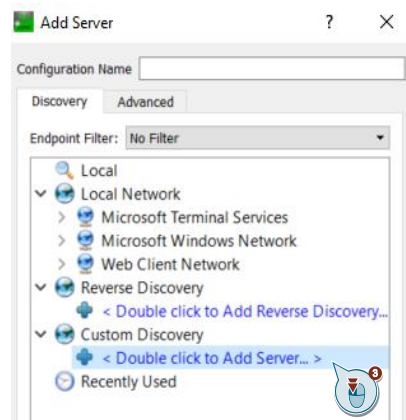 Add Server
?
Configuration Name
Discovery Advanced
Endpoint Filter: No Filter
Local
Local Network
Microsoft Terminal Services
Microsoft Windows Network
Web Client Network
Reverse Discovery
< Double click to Add Reverse Discovery...
Custom Discovery
< Double click to Add Server... >
3
Recently Used